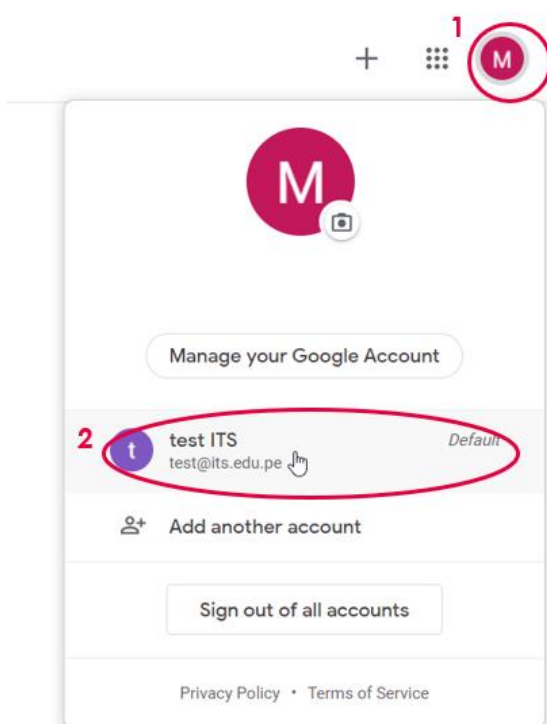 1
M
M
Manage your Google Account
2
t
test ITS
Default
test@its.edu.pe
Add another account
Sign out of all accounts
Privacy Policy • Terms of Service